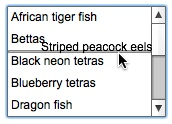 African tiger fish
Bettas
Striped peacock eels
Black neon tetras
Blueberry tetras
Dragon fish